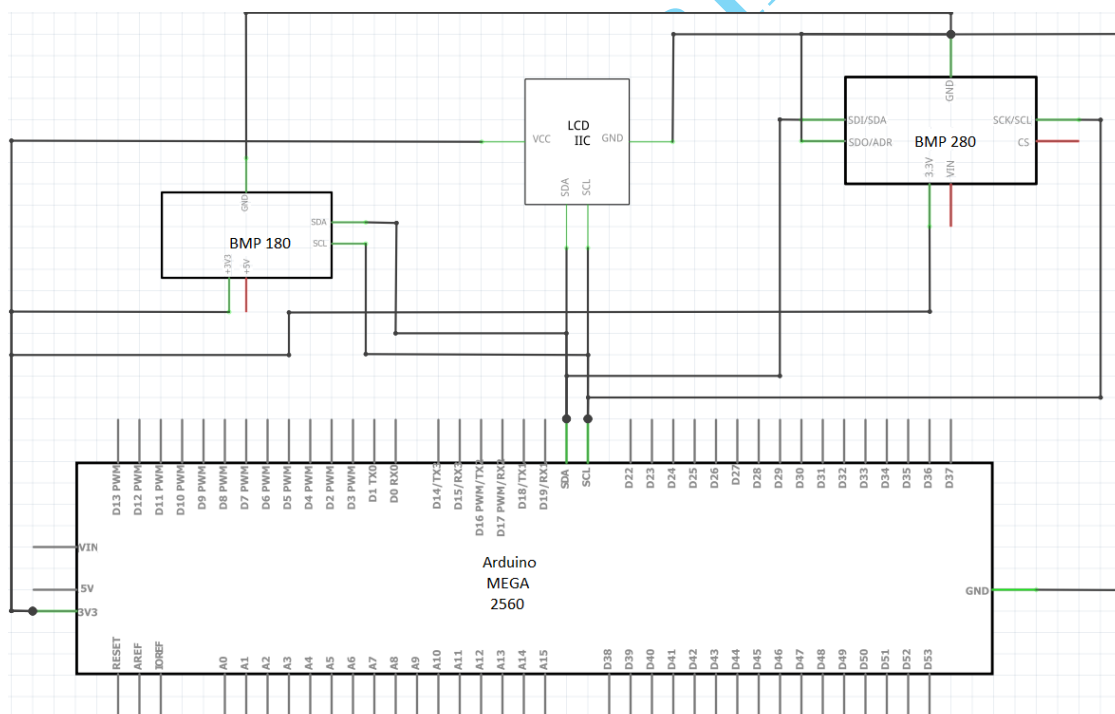 GND
LCD
IIC
VCC
GND
SDA
SCL
SDI/SDA
SCK/SCL
SDO/ADR
BMP 280
CS
3.3V
VIN
GND
SDA
BMP 180
SCL
+3V3
+5V
D13 PWM
D12 PWM
D11 PWM
D10 PWM
D9 PWM
D8 PWM
D7 PWM
D6 PWM
D5 PWM
D4 PWM
D2 PWM
D3 PWM
D1 TX0
D0 RX0
D14/TX3
D15/RX3
D16 PWM/TX2
D17 PWM/RX2
D18/TX1
D19/RX1
SDA
SCL
D22
D23
D24
D25
D26
D27
D28
D29
D30
D31
D32
D33
D34
D35
D36
D37
VIN
5V
3V3
Arduino
MEGA
2560
GND
RESET
AREF
IOREF
A0
A1
A2
A3
A4
A5
A6
A7
A8
A9
A10
A11
A12
A13
A14
A15
D38
D39
D40
D41
D42
D43
D44
D45
D46
D47
D48
D49
D50
D51
D52
D53